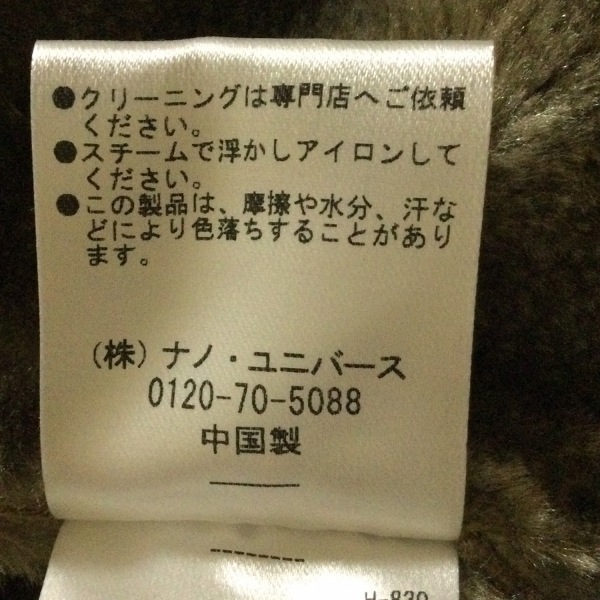 ●クリーニングは専門店へご依頼
ください。
●スチームで浮かしアイロンして
ください。
●この製品は、摩擦や水分、汗な
どにより色落ちすることがあり
ます。
(株)ナノ・ユニバース
0120-70-5088
中国製